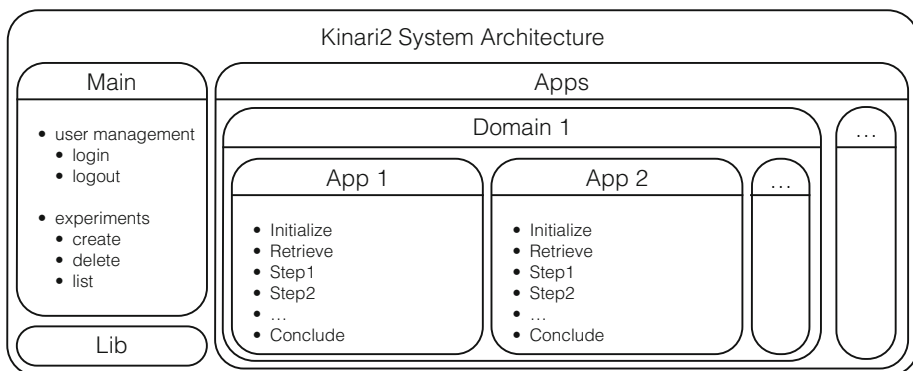 Kinari2 System Architecture
Main
• user management
• login
• logout
• experiments
• create
• delete
• list
Lib
Apps
Domain 1
App 1
• Initialize
• Retrieve
• Step1
• Step2
• ...
• Conclude
App 2
• Initialize
• Retrieve
• Step1
• Step2
• ...
• Conclude
...
...